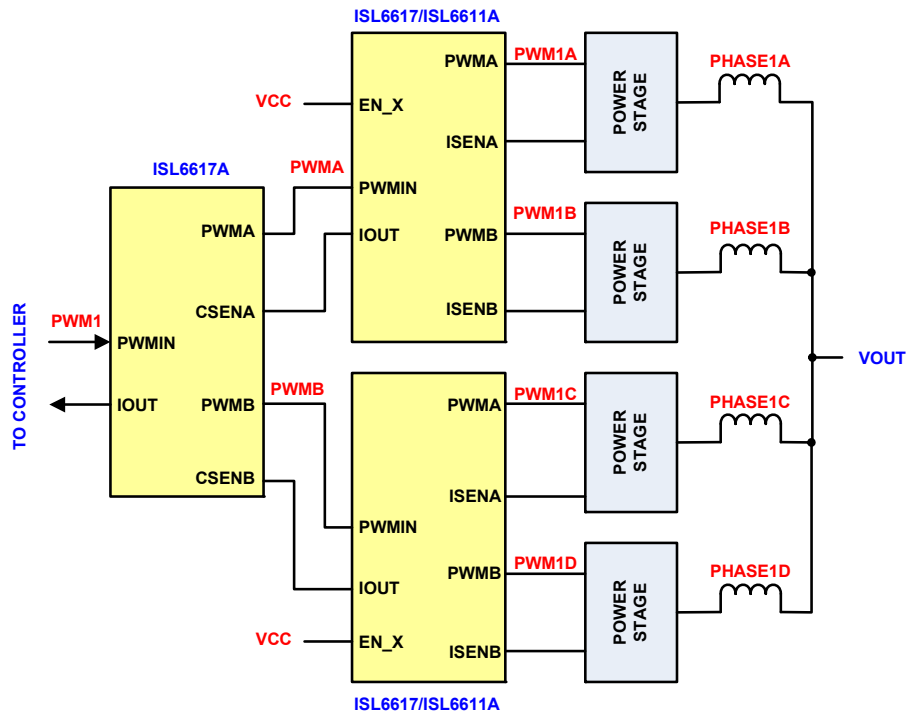 ISL6617/ISL6611A
PWMA
PWM1A
PHASE1A
VCC
EN_X
POWER
STAGE
ISENA
ISL6617A
PWMA
PWMIN
PWM1B
PHASE1B
PWMA
IOUT
PWMB
POWER
STAGE
CSENA
ISENB
TO CONTROLLER
PWM1
PWMIN
VOUT
IOUT
PWMB
PWMB
PWMA
PWM1C
PHASE1C
POWER
STAGE
CSENB
ISENA
PWMIN
PWMB
PWM1D
PHASE1D
IOUT
POWER
STAGE
VCC
EN_X
ISENB
ISL6617/ISL6611A